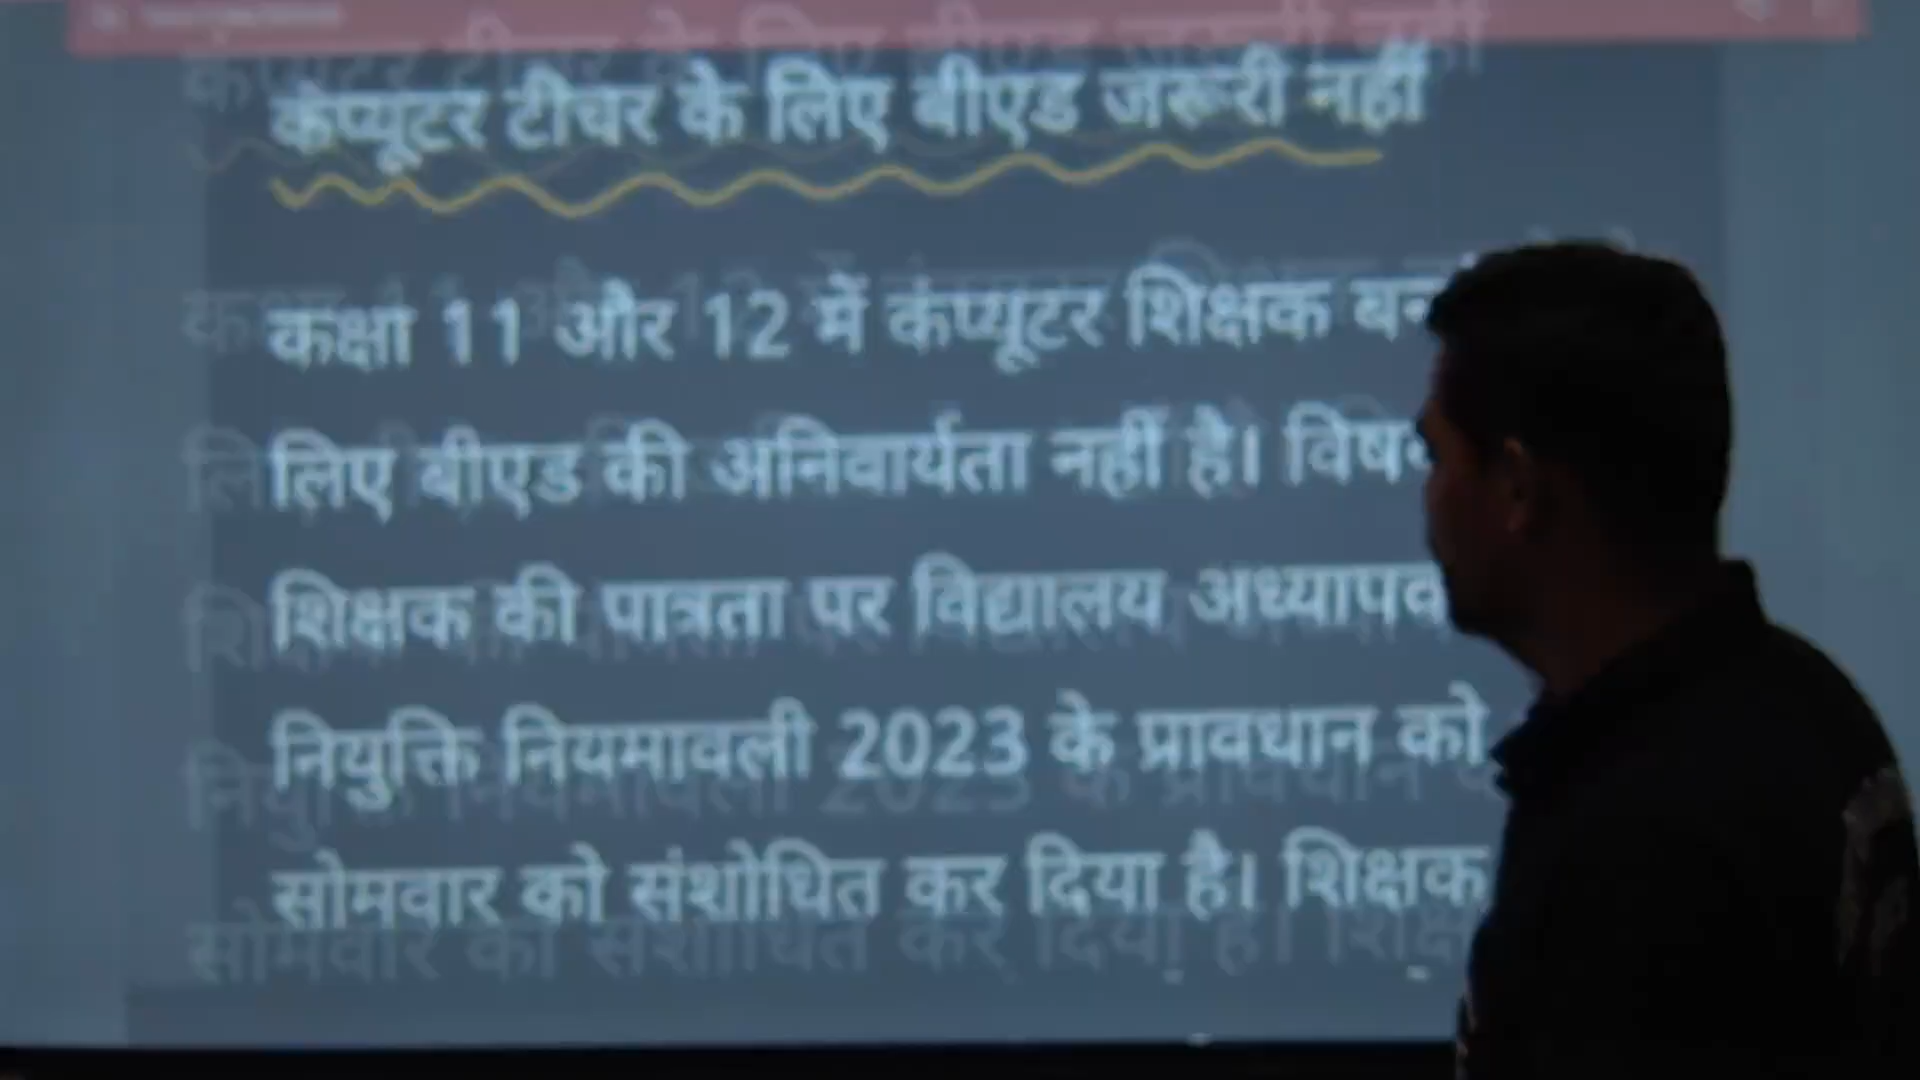 कंप्यूटर टीचर के लिए बीएड जरूरी नहीं
कक्षा 11 और 12 में कंप्यूटर शिक्षक
लिए बीएड की अनिवार्यता नहीं है।
शिक्षक की पात्रता पर विद्यालय
नियुक्ति नियमावली 2023 के प्रावधान को
सोमवार को संशोधित कर दिया है। शिक्षक